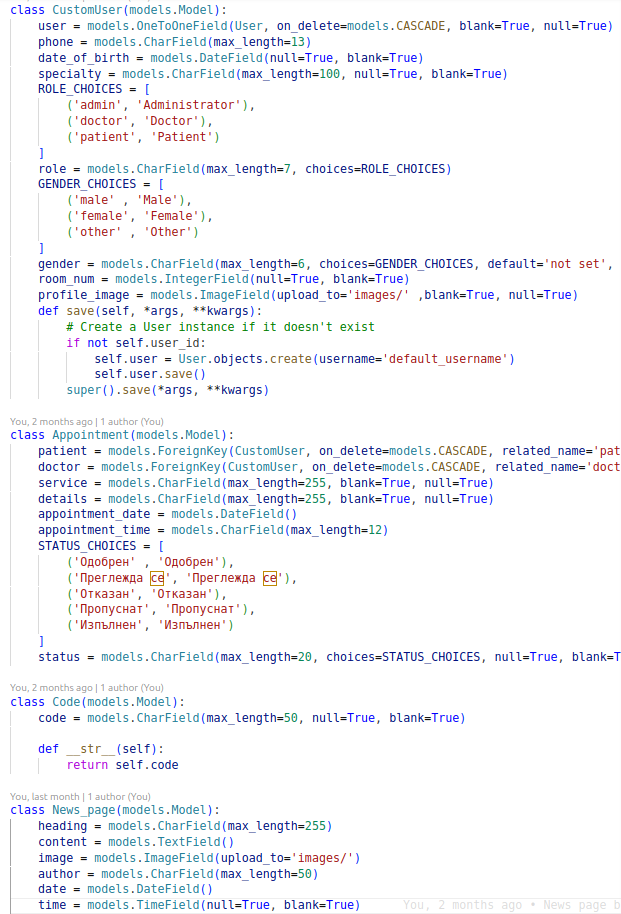 class CustomUser(models.Model):
    user = models.OneToOneField(User, on_delete=models.CASCADE, blank=True, null=True)
    phone = models.CharField(max_length=13)
    date_of_birth = models.DateField(null=True, blank=True)
    specialty = models.CharField(max_length=100, null=True, blank=True)
    ROLE_CHOICES = [
        ('admin', 'Administrator'),
        ('doctor', 'Doctor'),
        ('patient', 'Patient')
    ]
    role = models.CharField(max_length=7, choices=ROLE_CHOICES)
    GENDER_CHOICES = [
        ('male' , 'Male'),
        ('female', 'Female'),
        ('other' , 'Other')
    ]
    gender = models.CharField(max_length=6, choices=GENDER_CHOICES, default='not set',
    room_num = models.IntegerField(null=True, blank=True)
    profile_image = models.ImageField(upload_to='images/' ,blank=True, null=True)
    def save(self, *args, **kwargs):
        # Create a User instance if it doesn't exist
        if not self.user_id:
            self.user = User.objects.create(username='default_username')
            self.user.save()
        super().save(*args, **kwargs)
You, 2 months ago | 1 author (You)
class Appointment(models.Model):
    patient = models.ForeignKey(CustomUser, on_delete=models.CASCADE, related_name='pat
    doctor = models.ForeignKey(CustomUser, on_delete=models.CASCADE, related_name='doct
    service = models.CharField(max_length=255, blank=True, null=True)
    details = models.CharField(max_length=255, blank=True, null=True)
    appointment_date = models.DateField()
    appointment_time = models.CharField(max_length=12)
    STATUS_CHOICES = [
        ('Одобрен' , 'Одобрен'),
        ('Преглежда се', 'Преглежда се'),
        ('Отказан', 'Отказан'),
        ('Пропуснат', 'Пропуснат'),
        ('Изпълнен', 'Изпълнен')
    ]
    status = models.CharField(max_length=20, choices=STATUS_CHOICES, null=True, blank=T
You, 2 months ago | 1 author (You)
class Code(models.Model):
    code = models.CharField(max_length=50, null=True, blank=True)
    def __str__(self):
        return self.code
You, last month | 1 author (You)
class News_page(models.Model):
    heading = models.CharField(max_length=255)
    content = models.TextField()
    image = models.ImageField(upload_to='images/')
    author = models.CharField(max_length=50)
    date = models.DateField()
    time = models.TimeField(null=True, blank=True)      You, 2 months ago • News page b